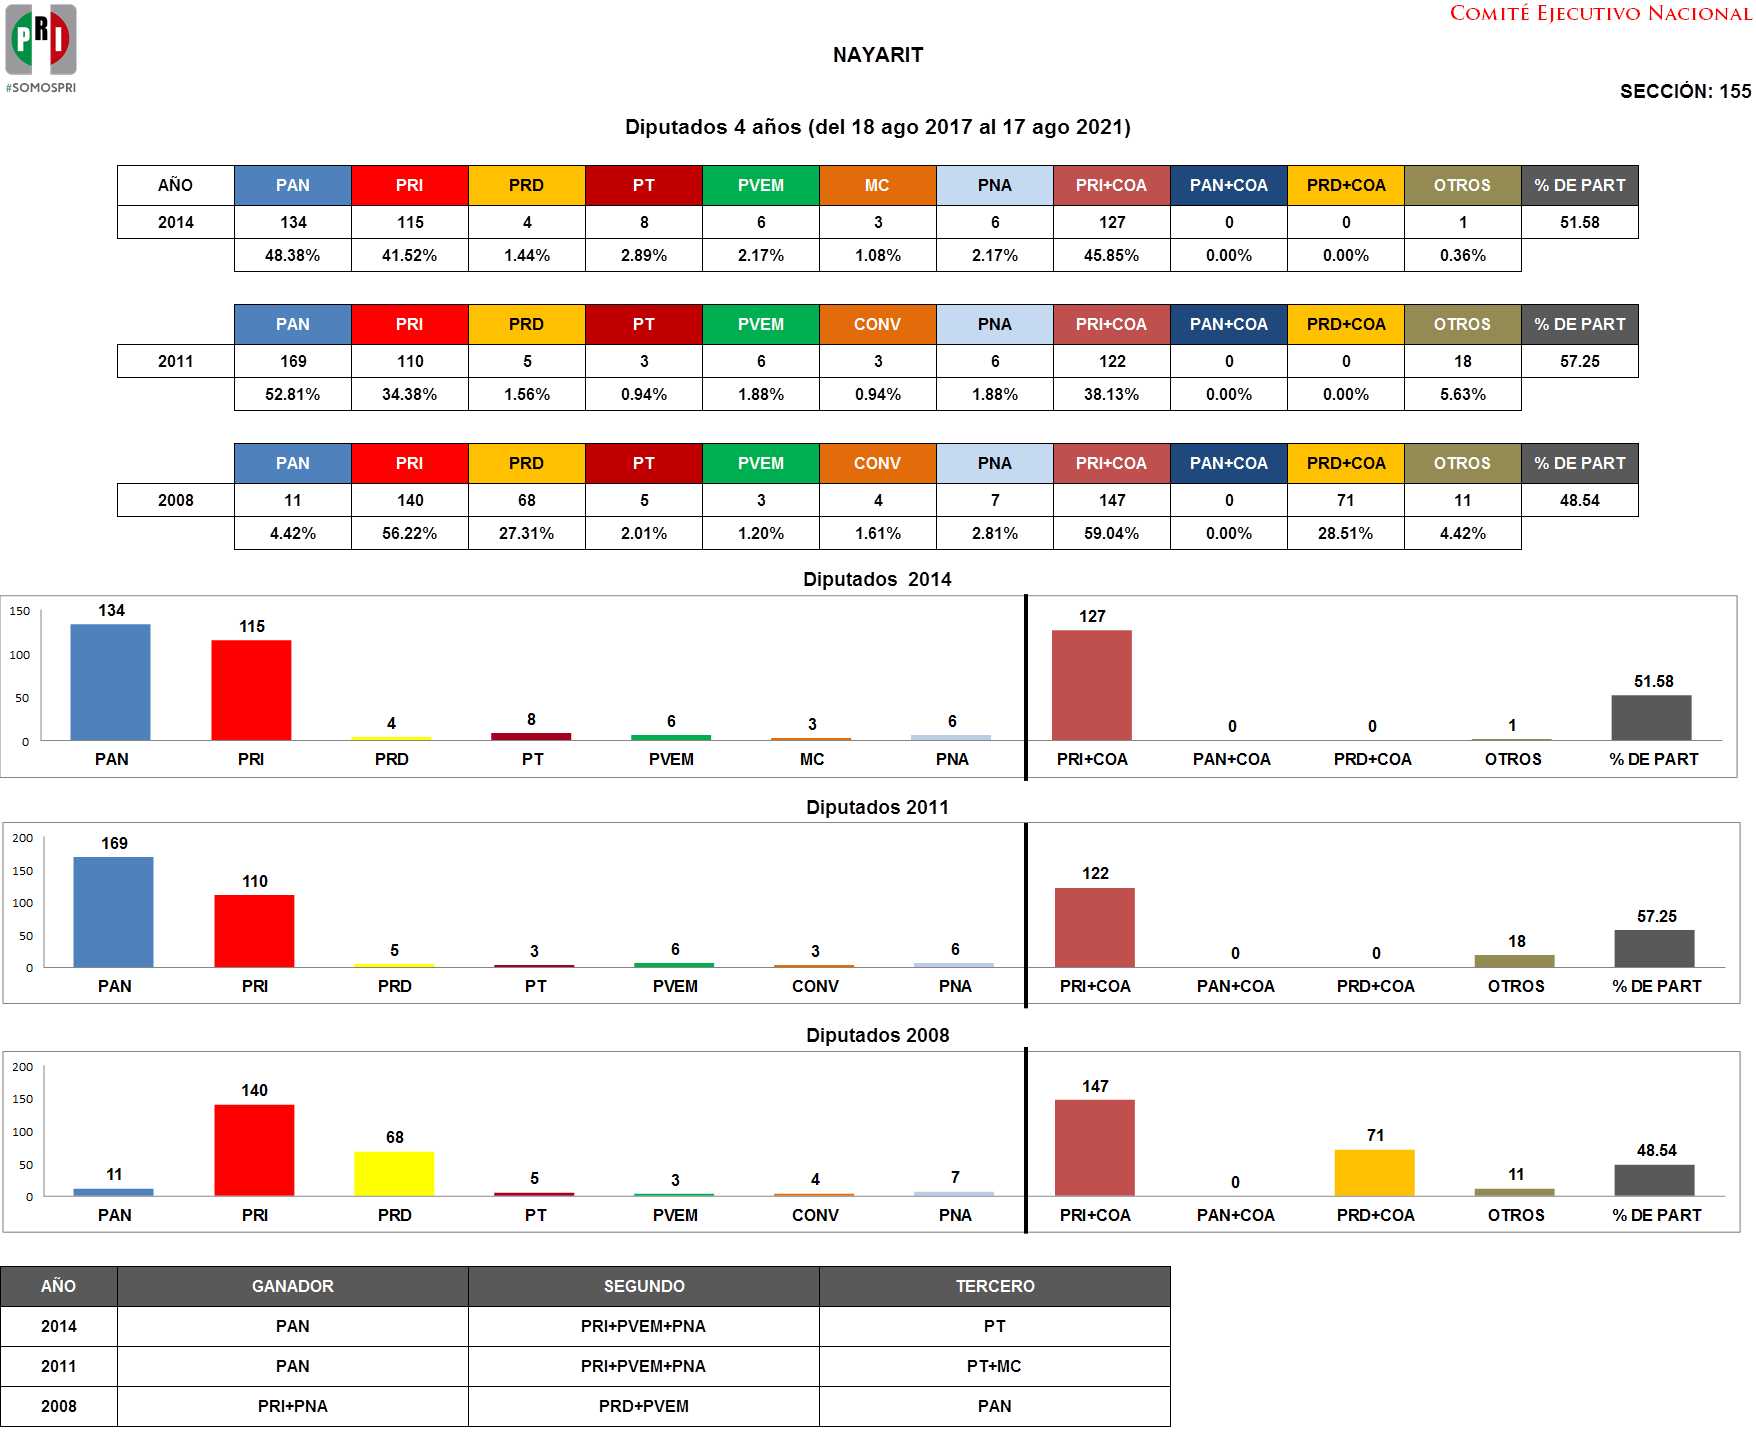 PRI
#SOMOSPRI
COMITÉ EJECUTIVO NACIONAL
NAYARIT
SECCIÓN: 155
Diputados 4 años (del 18 ago 2017 al 17 ago 2021)
AÑO PAN PRI PRD PT PVEM MC PNA PRI+COA PAN+COA PRD+COA OTROS % DE PART
2014 134 115 4 8 6 3 6 127 0 0 1 51.58
48.38% 41.52% 1.44% 2.89% 2.17% 1.08% 2.17% 45.85% 0.00% 0.00% 0.36%
PAN PRI PRD PT PVEM CONV PNA PRI+COA PAN+COA PRD+COA OTROS % DE PART
2011 169 110 5 3 6 3 6 122 0 0 18 57.25
52.81% 34.38% 1.56% 0.94% 1.88% 0.94% 1.88% 38.13% 0.00% 0.00% 5.63%
PAN PRI PRD PT PVEM CONV PNA PRI+COA PAN+COA PRD+COA OTROS % DE PART
2008 11 140 68 5 3 4 7 147 0 71 11 48.54
4.42% 56.22% 27.31% 2.01% 1.20% 1.61% 2.81% 59.04% 0.00% 28.51% 4.42%
Diputados 2014
150
100
50
0
134 115 4 8 6 3 6 127 0 0 1 51.58
PAN PRI PRD PT PVEM MC PNA PRI+COA PAN+COA PRD+COA OTROS % DE PART
Diputados 2011
200
150
100
50
0
169 110 5 3 6 3 6 122 0 0 18 57.25
PAN PRI PRD PT PVEM CONV PNA PRI+COA PAN+COA PRD+COA OTROS % DE PART
Diputados 2008
200
150
100
50
0
11 140 68 5 3 4 7 147 0 71 11 48.54
PAN PRI PRD PT PVEM CONV PNA PRI+COA PAN+COA PRD+COA OTROS % DE PART
AÑO GANADOR SEGUNDO TERCERO
2014 PAN PRI+PVEM+PNA PT
2011 PAN PRI+PVEM+PNA PT+MC
2008 PRI+PNA PRD+PVEM PAN